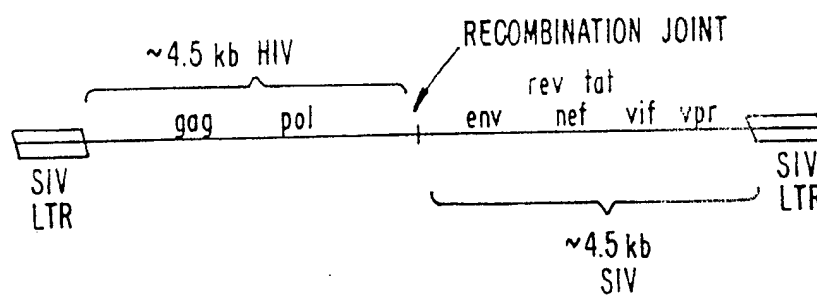 RECOMBINATION JOINT
~4.5 kb HIV
rev tat
gag pol env nef vif vpr
SIV
LTR
SIV
LTR
~4.5 kb
SIV